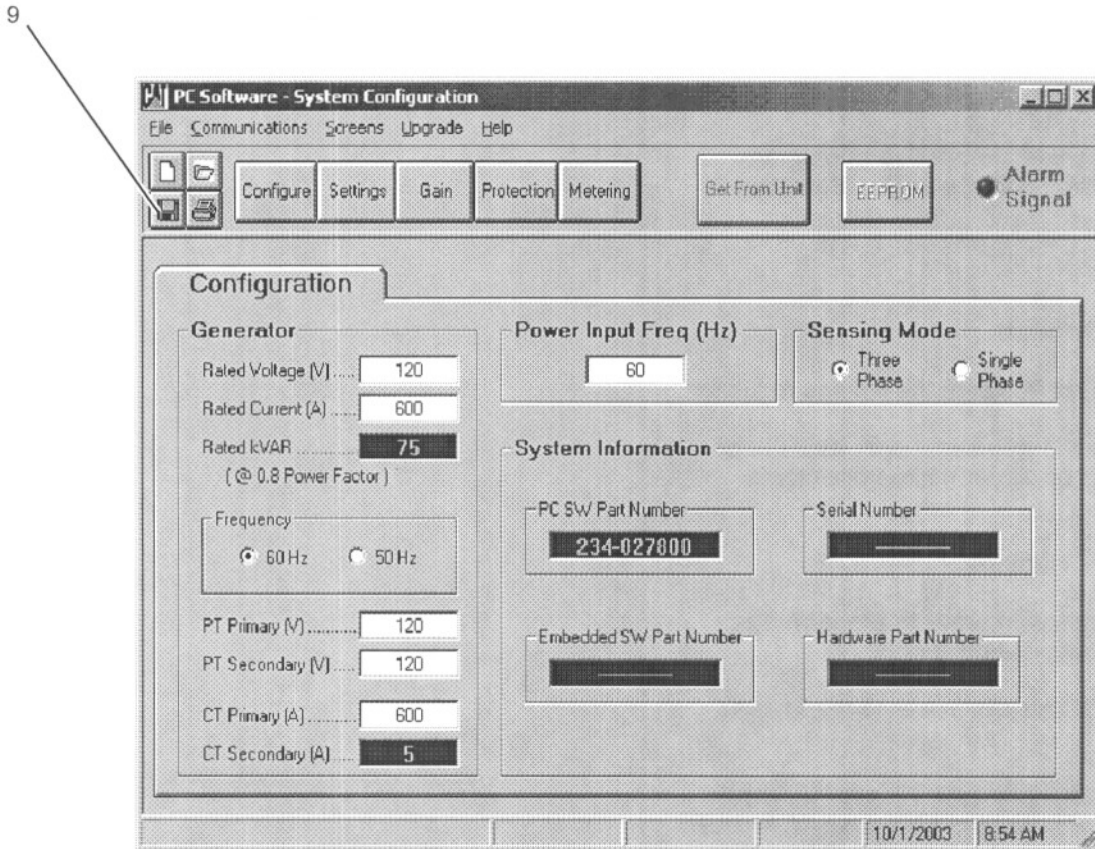 9
PC Software - System Configuration
File Communications Screens Upgrade Help
Configure Settings Gain Protection Metering Get From Unit EEPROM Alarm Signal
Configuration
Generator
Rated Voltage (V) .... 120
Rated Current (A) .... 600
Rated kVAR ............ 75
( @ 0.8 Power Factor )
Frequency
60 Hz 50 Hz
PT Primary (V) .......... 120
PT Secondary (V) .... 120
CT Primary (A) .......... 600
CT Secondary (A) .... 5
Power Input Freq (Hz)
60
Sensing Mode
Three Phase Single Phase
System Information
PC SW Part Number
234-027800
Serial Number
Embedded SW Part Number
Hardware Part Number
10/1/2003 8:54 AM